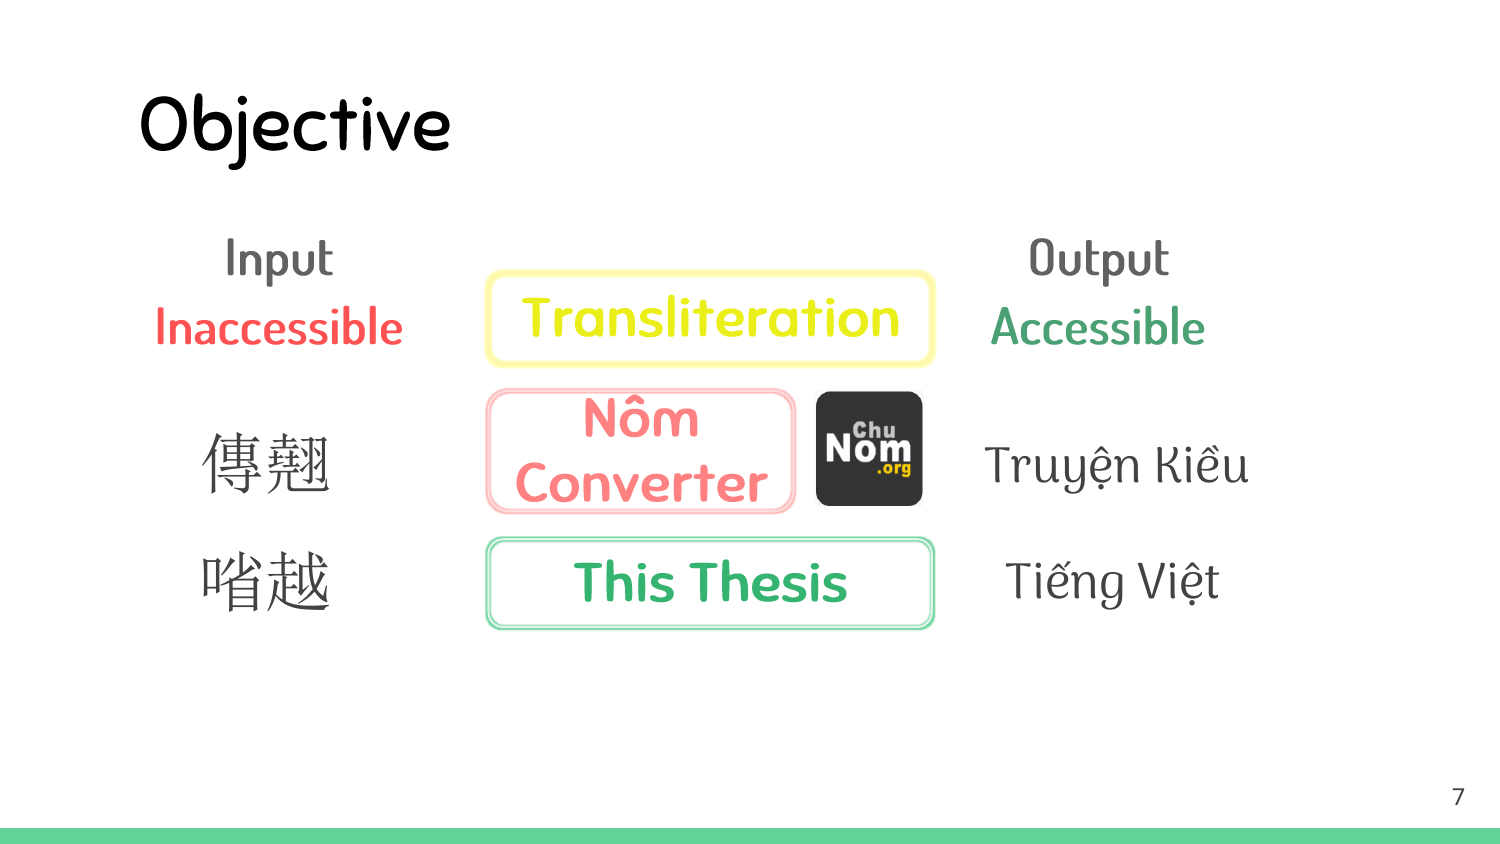 Objective
Input
Inaccessible
Transliteration
Output
Accessible
傳翹
Nôm
Converter
Chu
Nom
.org
Truyện Kiều
啃越
This Thesis
Tiếng Việt
7